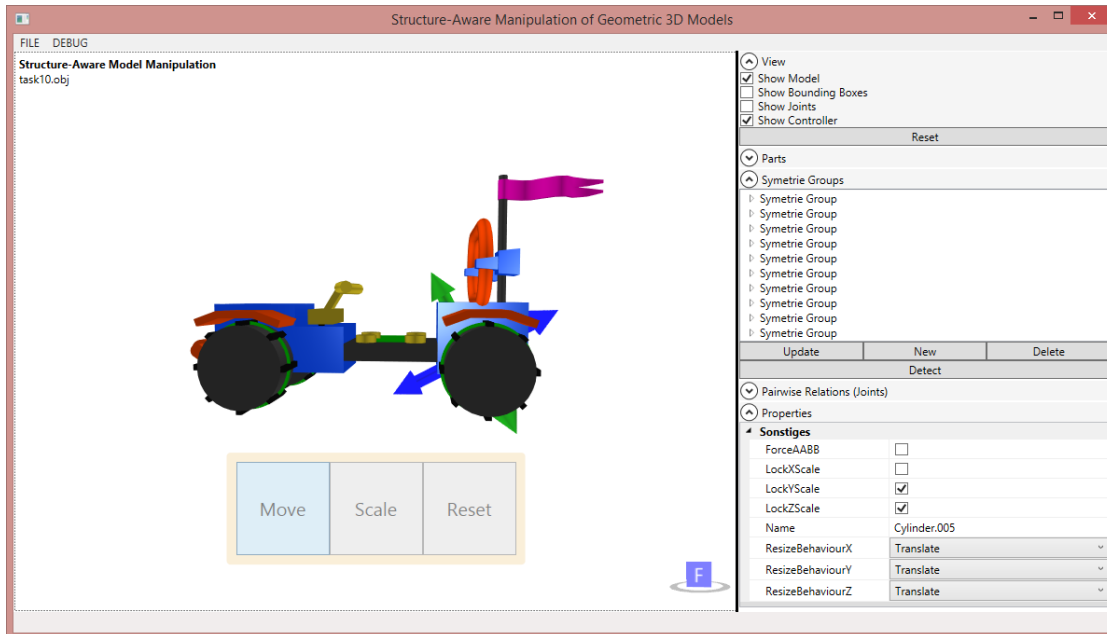 Structure-Aware Manipulation of Geometric 3D Models
FILE DEBUG
Structure-Aware Model Manipulation
task10.obj
Move Scale Reset
F
View
Show Model
Show Bounding Boxes
Show Joints
Show Controller
Reset
Parts
Symetrie Groups
Symetrie Group
Symetrie Group
Symetrie Group
Symetrie Group
Symetrie Group
Symetrie Group
Symetrie Group
Symetrie Group
Symetrie Group
Symetrie Group
Update New Delete
Detect
Pairwise Relations (Joints)
Properties
Sonstiges
ForceAABB
LockXScale
LockYScale
LockZScale
Name Cylinder.005
ResizeBehaviourX Translate
ResizeBehaviourY Translate
ResizeBehaviourZ Translate